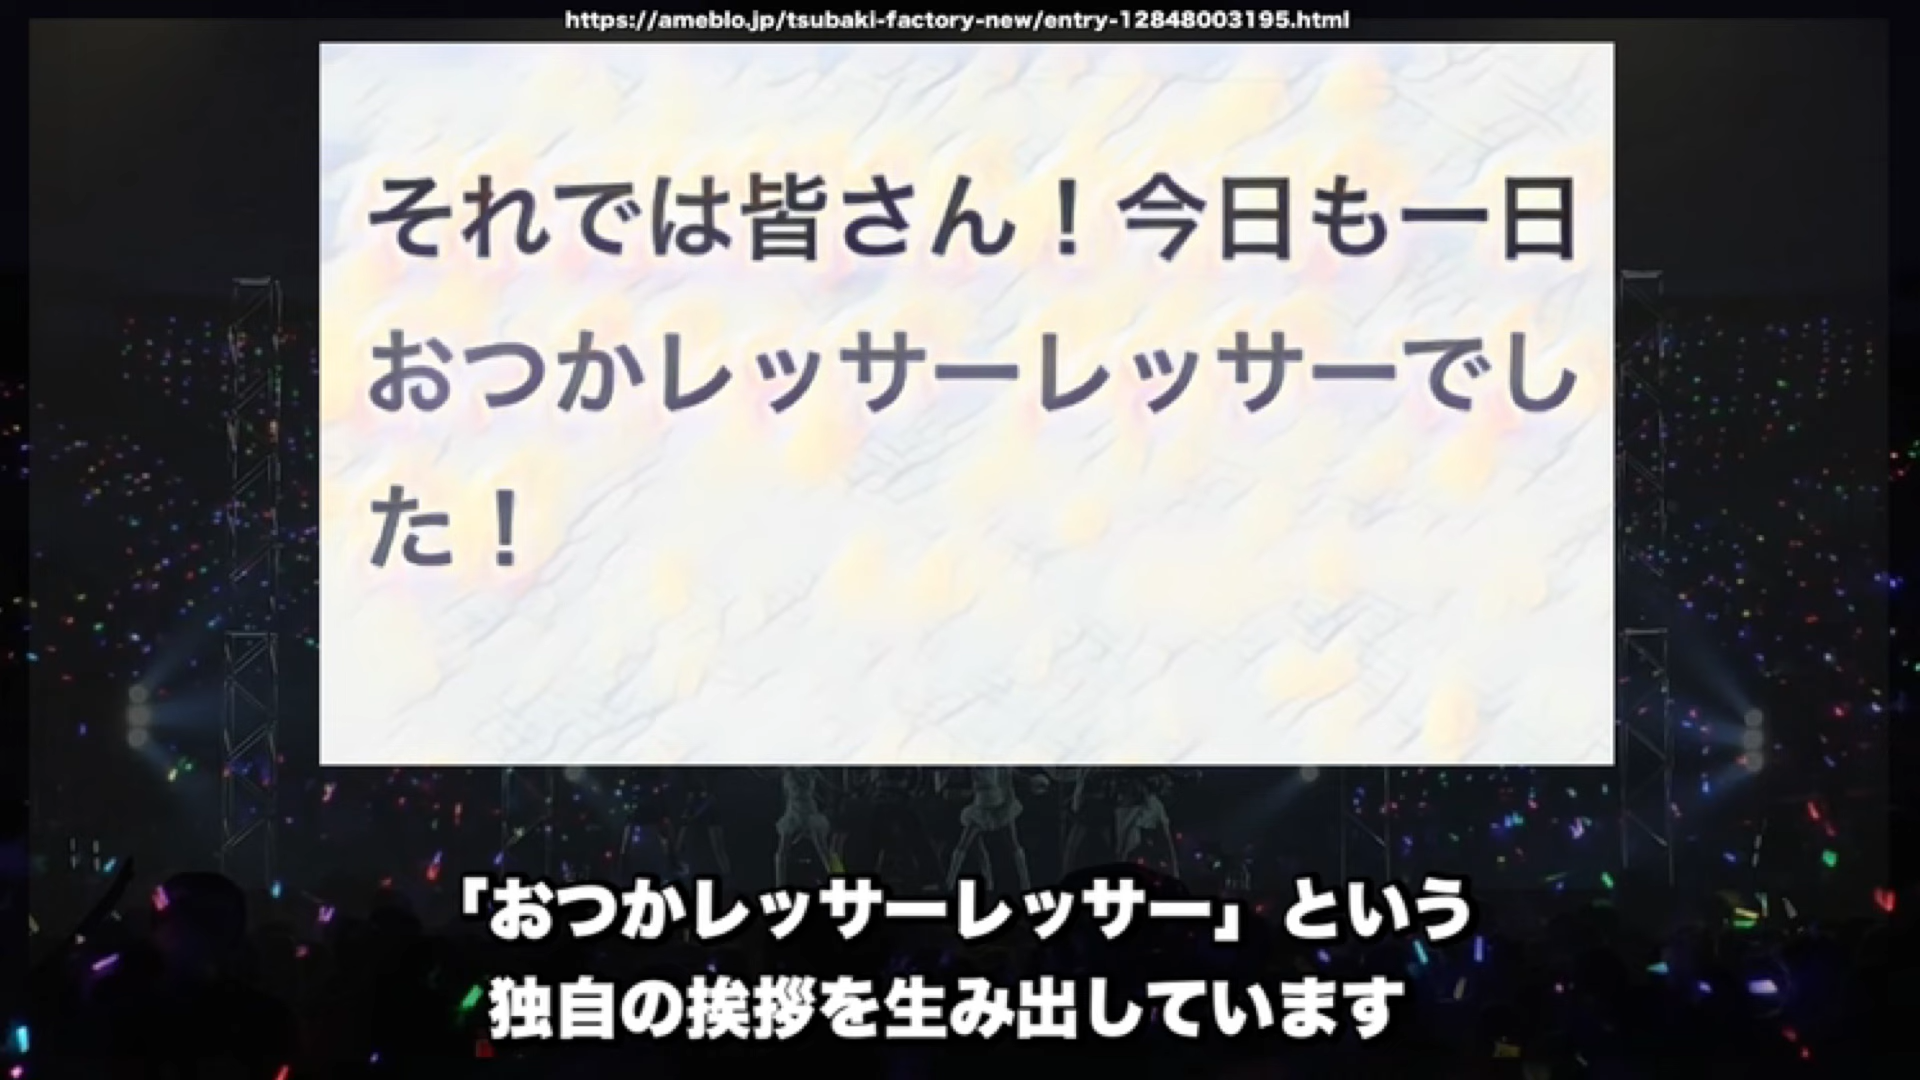 https://ameblo.jp/tsubaki-factory-new/entry-12848003195.html
それでは皆さん！今日も一日
おつかレッサーレッサーでし
た！
「おつかレッサーレッサー」という
独自の挨拶を生み出しています